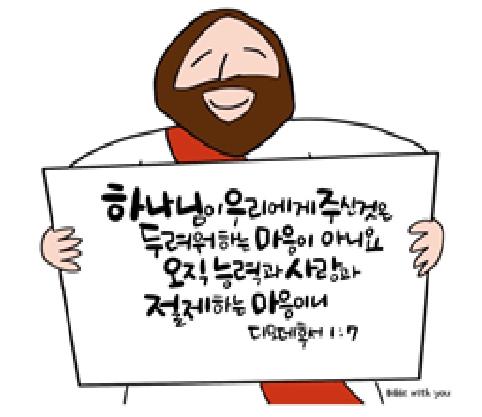 하나님이 우리에게 주신것은
두려워하는 마음이 아니요
오직 능력과 사랑과
절제하는 마음이니
디모데후서 1:7
Bible with you